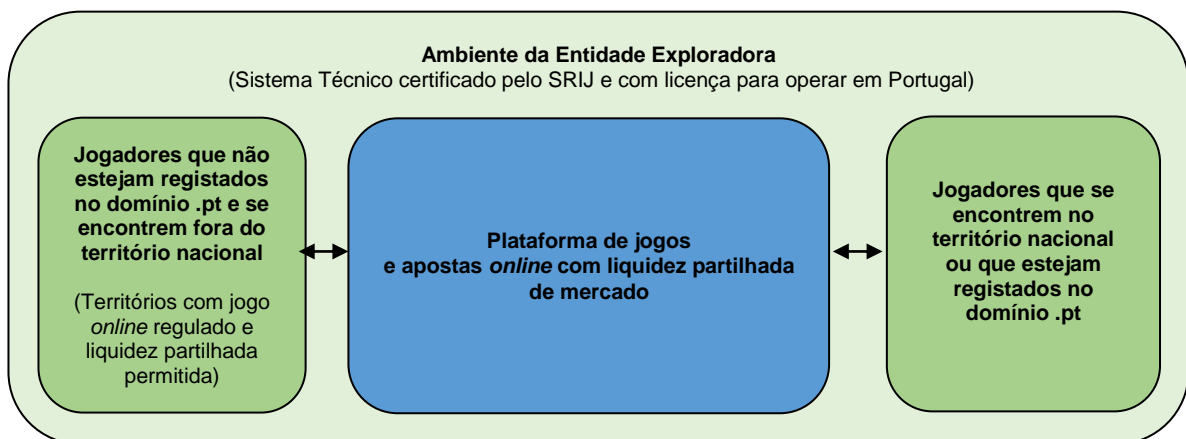 Ambiente da Entidade Exploradora
(Sistema Técnico certificado pelo SRIJ e com licença para operar em Portugal)
Jogadores que não
estejam registados
no domínio .pt e se
encontrem fora do
território nacional
(Territórios com jogo
online regulado e
liquidez partilhada
permitida)
Plataforma de jogos
e apostas online com liquidez partilhada
de mercado
Jogadores que se
encontrem no
território nacional
ou que estejam
registados no
domínio .pt